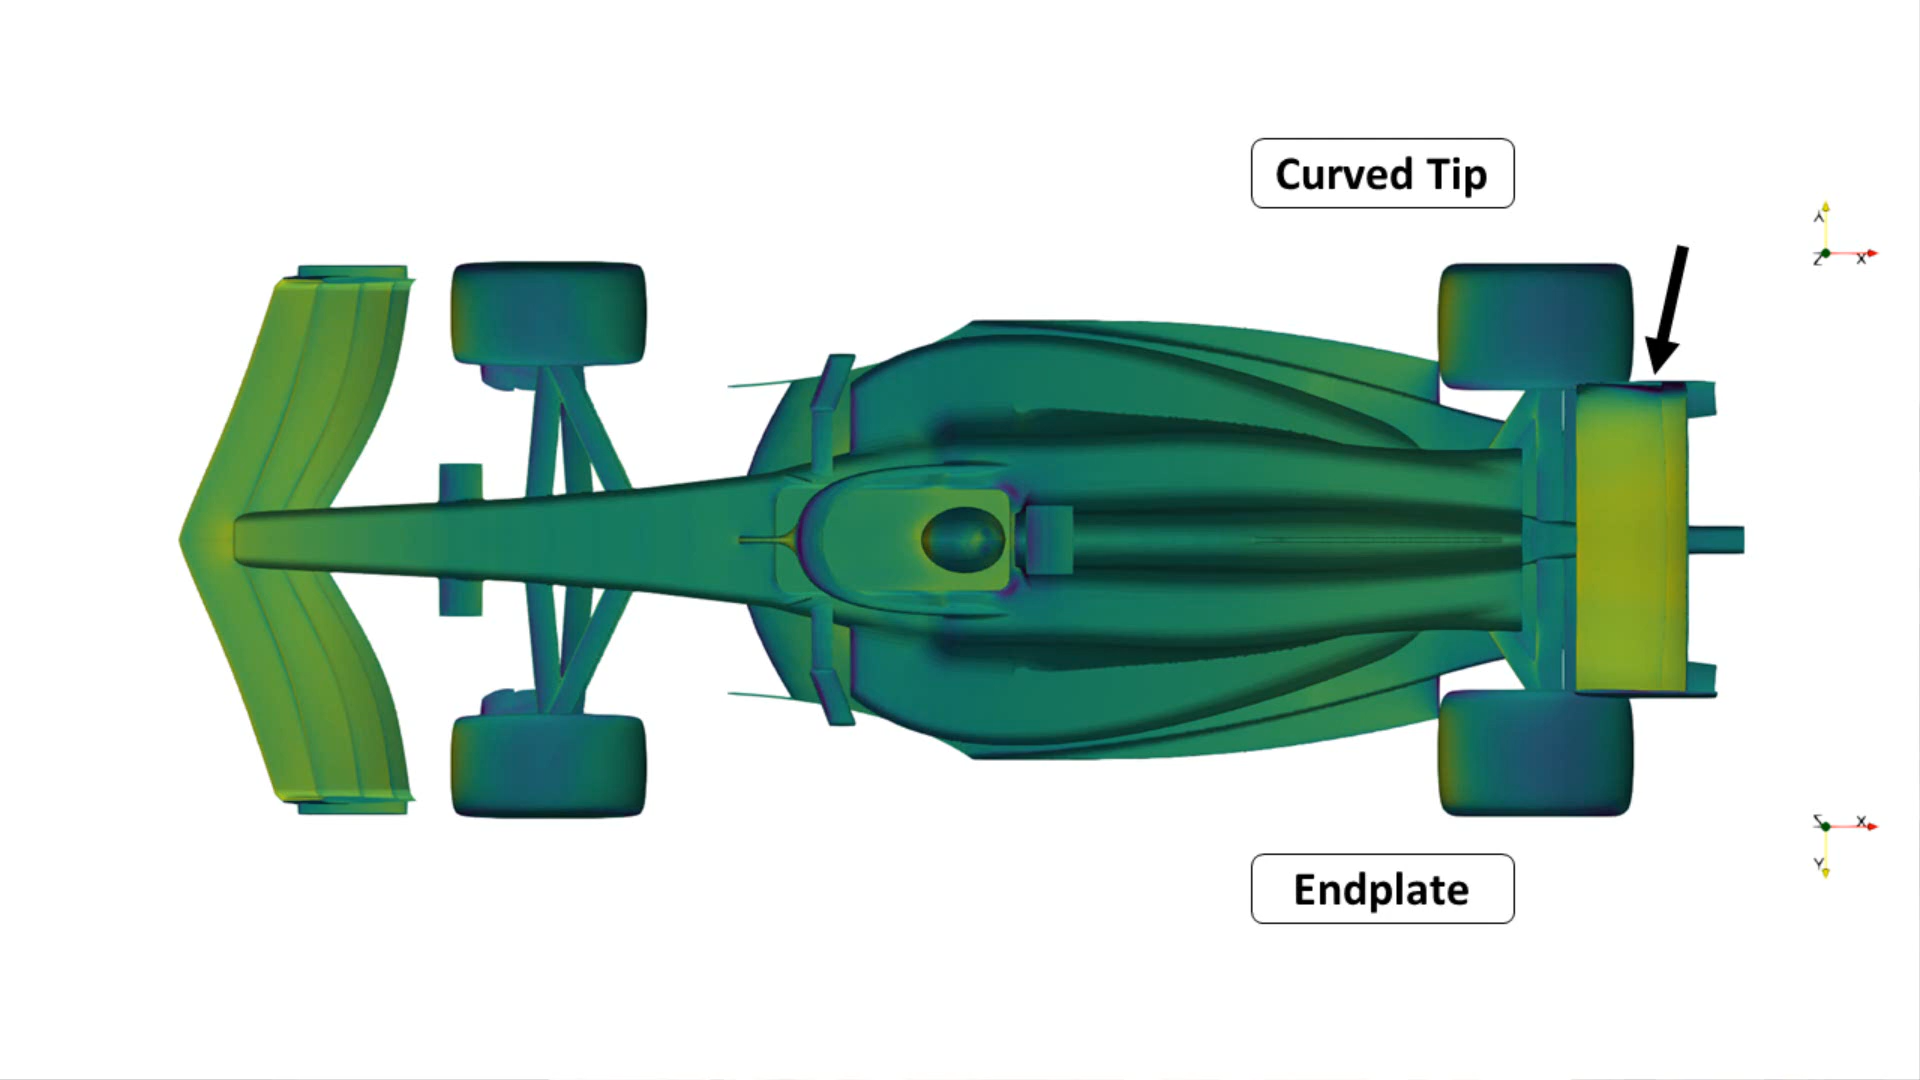 Curved Tip
Y
Z X
Endplate
Z X
Y